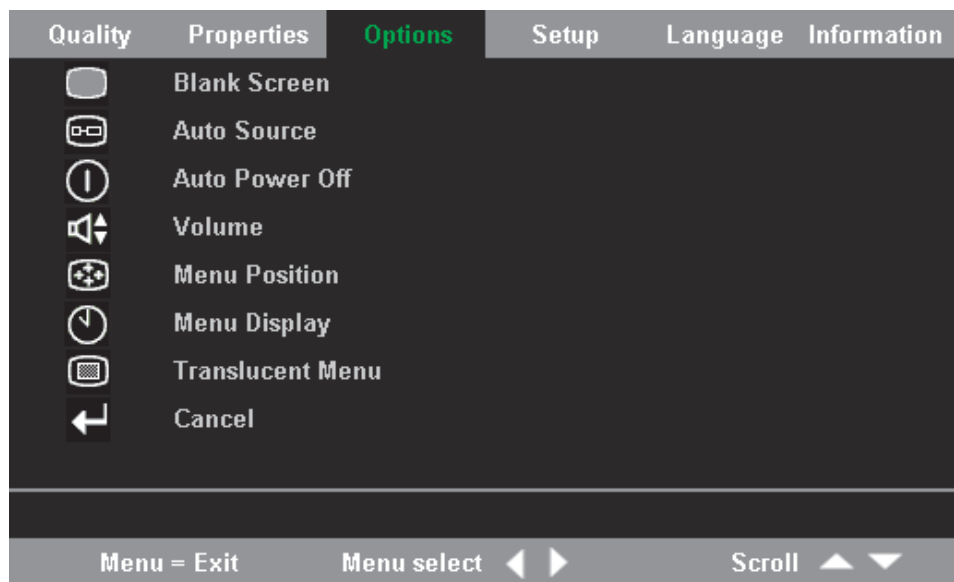 Quality Properties Options Setup Language Information
Blank Screen
Auto Source
Auto Power Off
Volume
Menu Position
Menu Display
Translucent Menu
Cancel
Menu = Exit Menu select Scroll